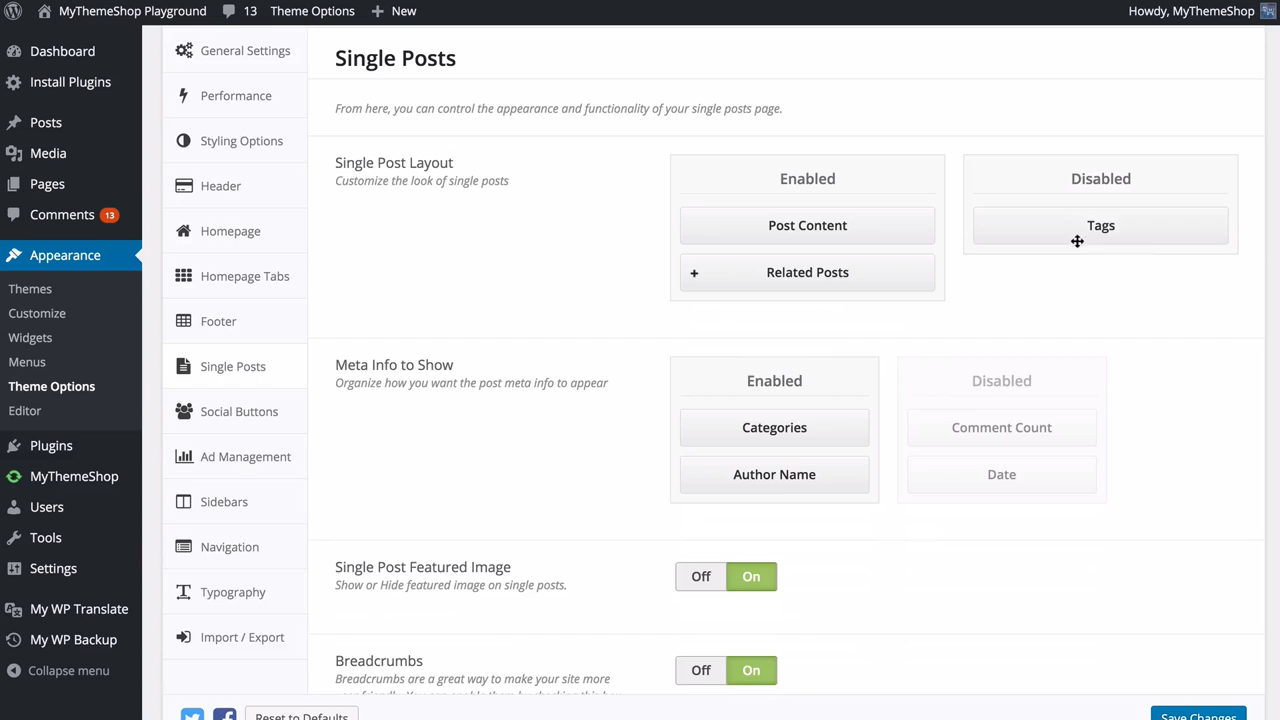 MyThemeShop Playground
13
Theme Options
New
Howdy, MyThemeShop
Dashboard
Install Plugins
Posts
Media
Pages
Comments 13
Appearance
Themes
Customize
Widgets
Menus
Theme Options
Editor
Plugins
MyThemeShop
Users
Tools
Settings
My WP Translate
My WP Backup
Collapse menu
General Settings
Performance
Styling Options
Header
Homepage
Homepage Tabs
Footer
Single Posts
Social Buttons
Ad Management
Sidebars
Navigation
Typography
Import / Export
Single Posts
From here, you can control the appearance and functionality of your single posts page.
Single Post Layout
Customize the look of single posts
Enabled
Post Content
+ Related Posts
Disabled
Tags
Meta Info to Show
Organize how you want the post meta info to appear
Enabled
Categories
Author Name
Disabled
Comment Count
Date
Single Post Featured Image
Show or Hide featured image on single posts.
Off On
Breadcrumbs
Breadcrumbs are a great way to make your site more
Off On
Reset to Defaults
Save Changes